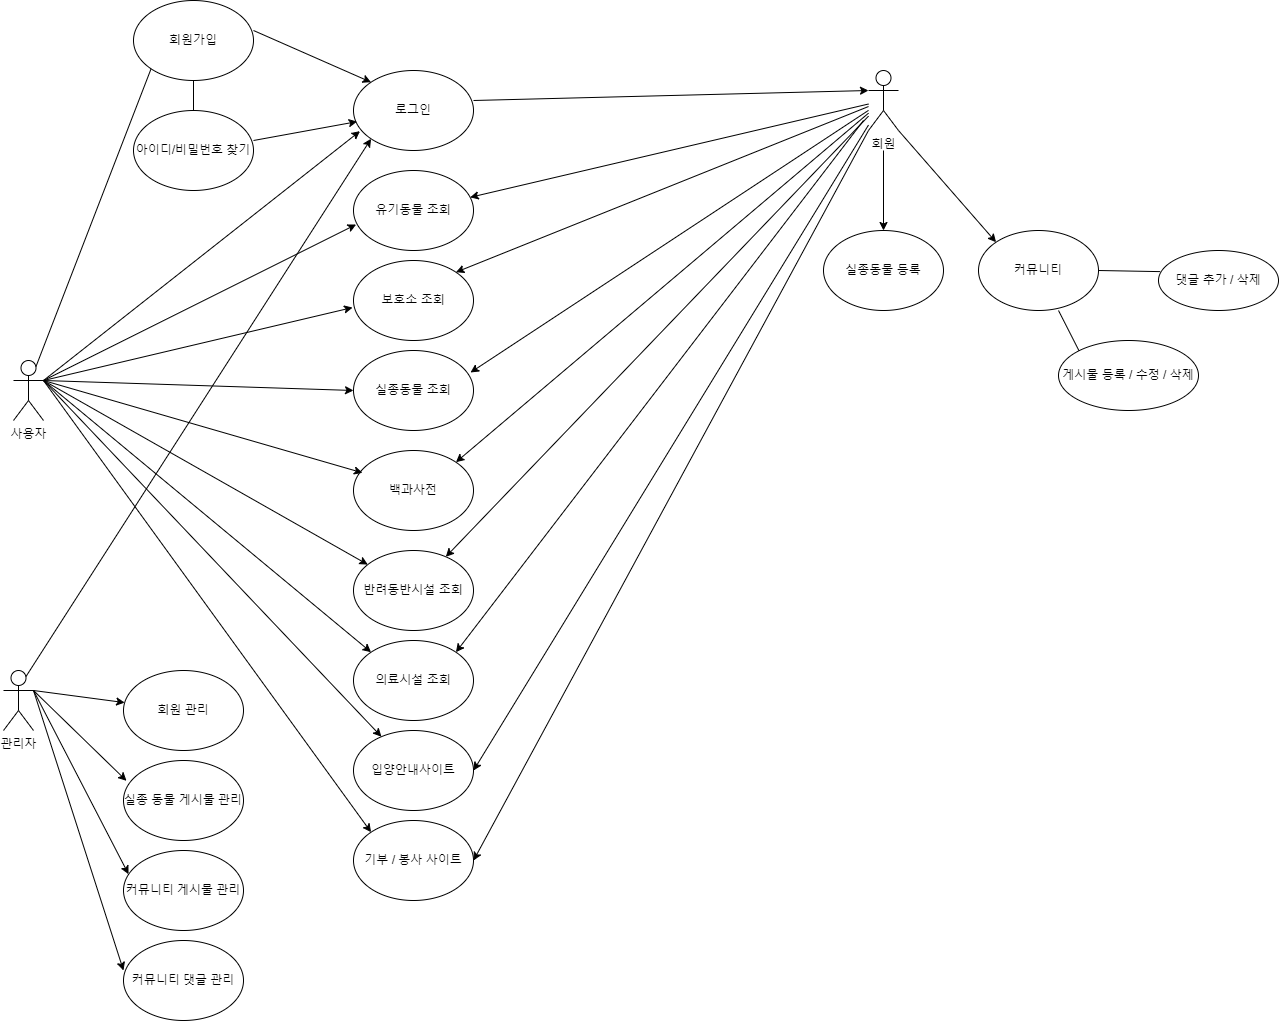 회원가입
로그인
아이디/비밀번호 찾기
회원
유기동물 조회
보호소 조회
실종동물 등록
커뮤니티
댓글 추가 / 삭제
게시물 등록 / 수정 / 삭제
실종동물 조회
사용자
백과사전
반려동반시설 조회
의료시설 조회
회원 관리
관리자
입양안내사이트
실종 동물 게시물 관리
기부 / 봉사 사이트
커뮤니티 게시물 관리
커뮤니티 댓글 관리